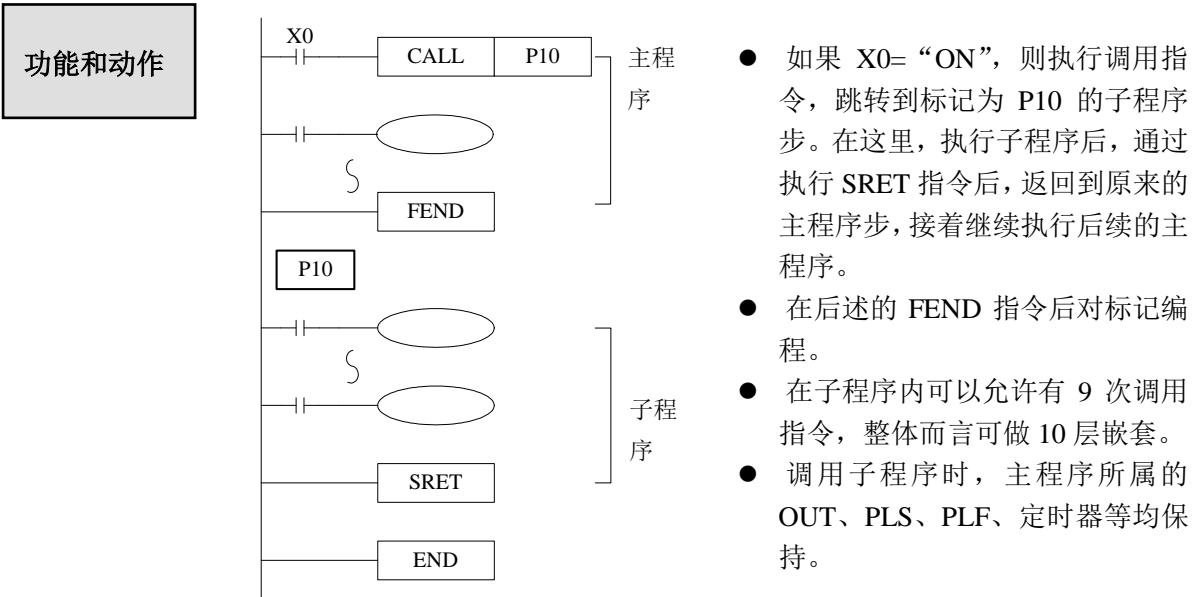 功能和动作
X0
CALL P10
主程
序
FEND
P10
子程
序
SRET
END
● 如果 X0=“ON”，则执行调用指
令，跳转到标记为 P10 的子程序
步。在这里，执行子程序后，通过
执行 SRET 指令后，返回到原来的
主程序步，接着继续执行后续的主
程序。
● 在后述的 FEND 指令后对标记编
程。
● 在子程序内可以允许有 9 次调用
指令，整体而言可做 10 层嵌套。
● 调用子程序时，主程序所属的
OUT、PLS、PLF、定时器等均保
持。